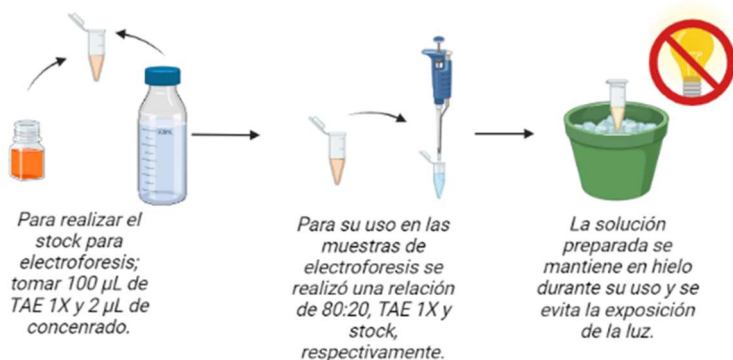 Para realizar el
stock para
electroforesis;
tomar 100 µL de
TAE 1X y 2 µL de
concenrado.
Para su uso en las
muestras de
electroforesis se
realizó una relación
de 80:20, TAE 1X y
stock,
respectivamente.
La solución
preparada se
mantiene en hielo
durante su uso y se
evita la exposición
de la luz.